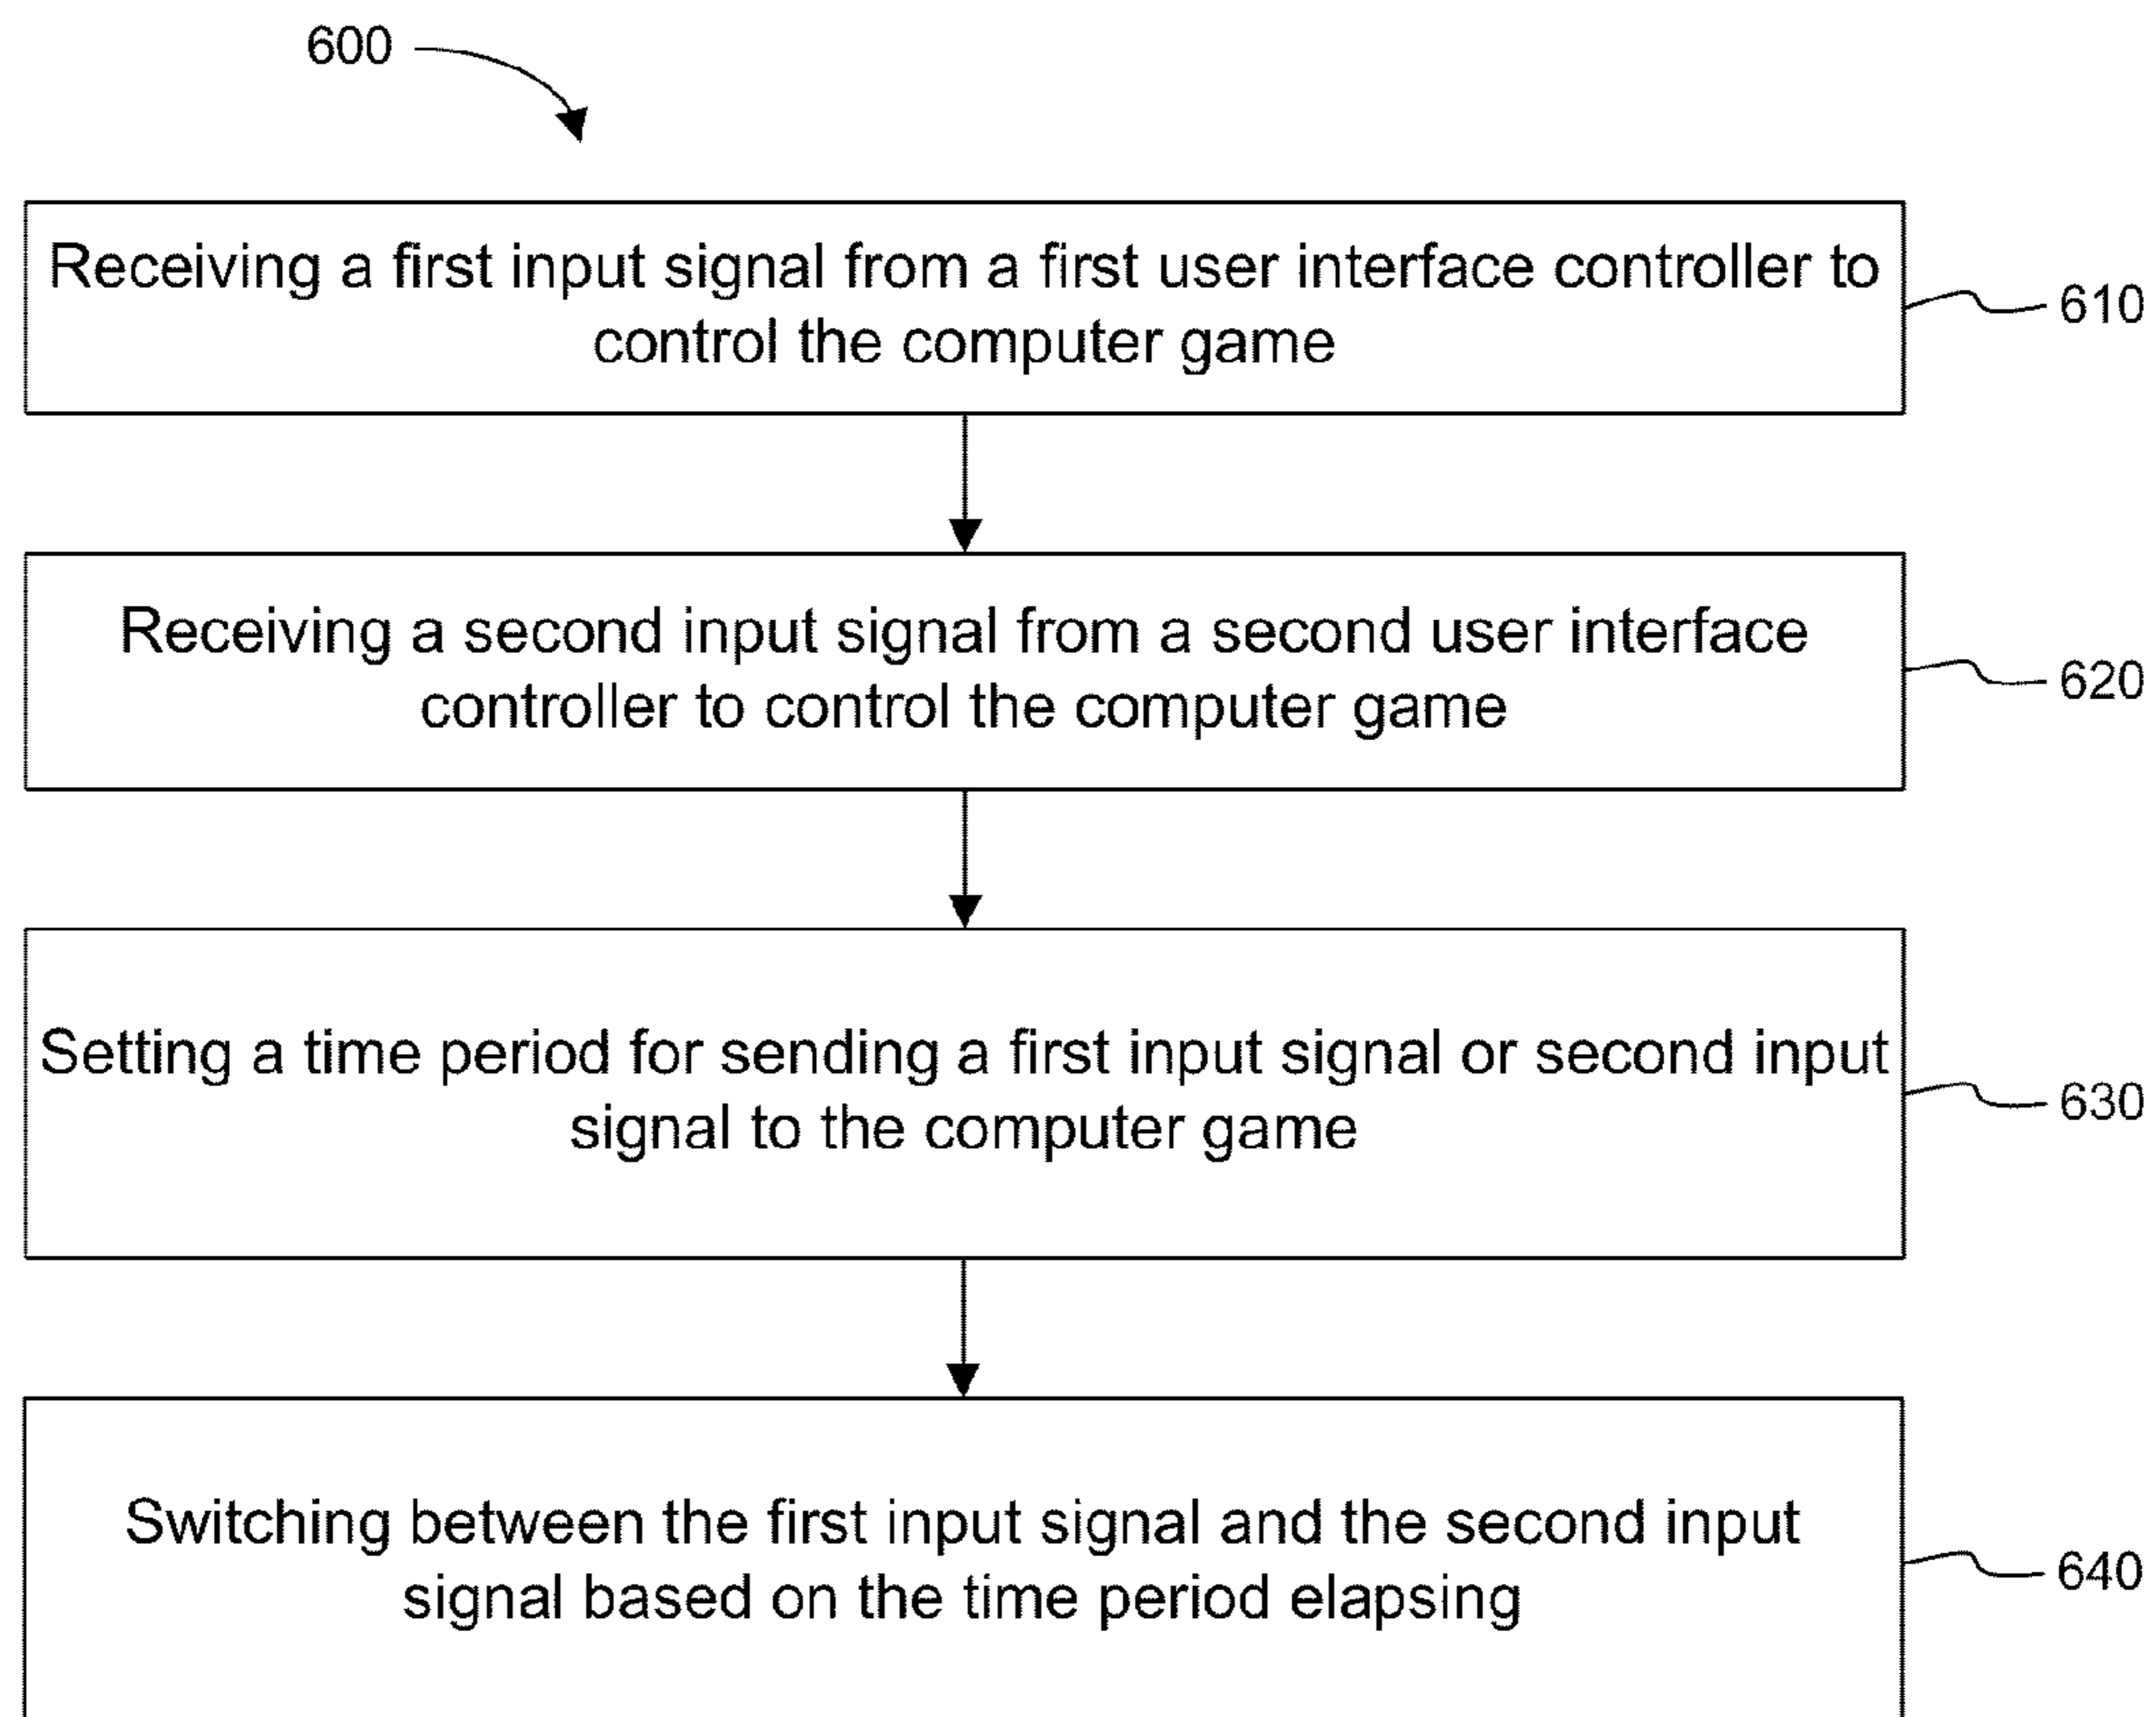 600
Receiving a first input signal from a first user interface controller to
control the computer game
610
Receiving a second input signal from a second user interface
controller to control the computer game
620
Setting a time period for sending a first input signal or second input
signal to the computer game
630
Switching between the first input signal and the second input
signal based on the time period elapsing
640